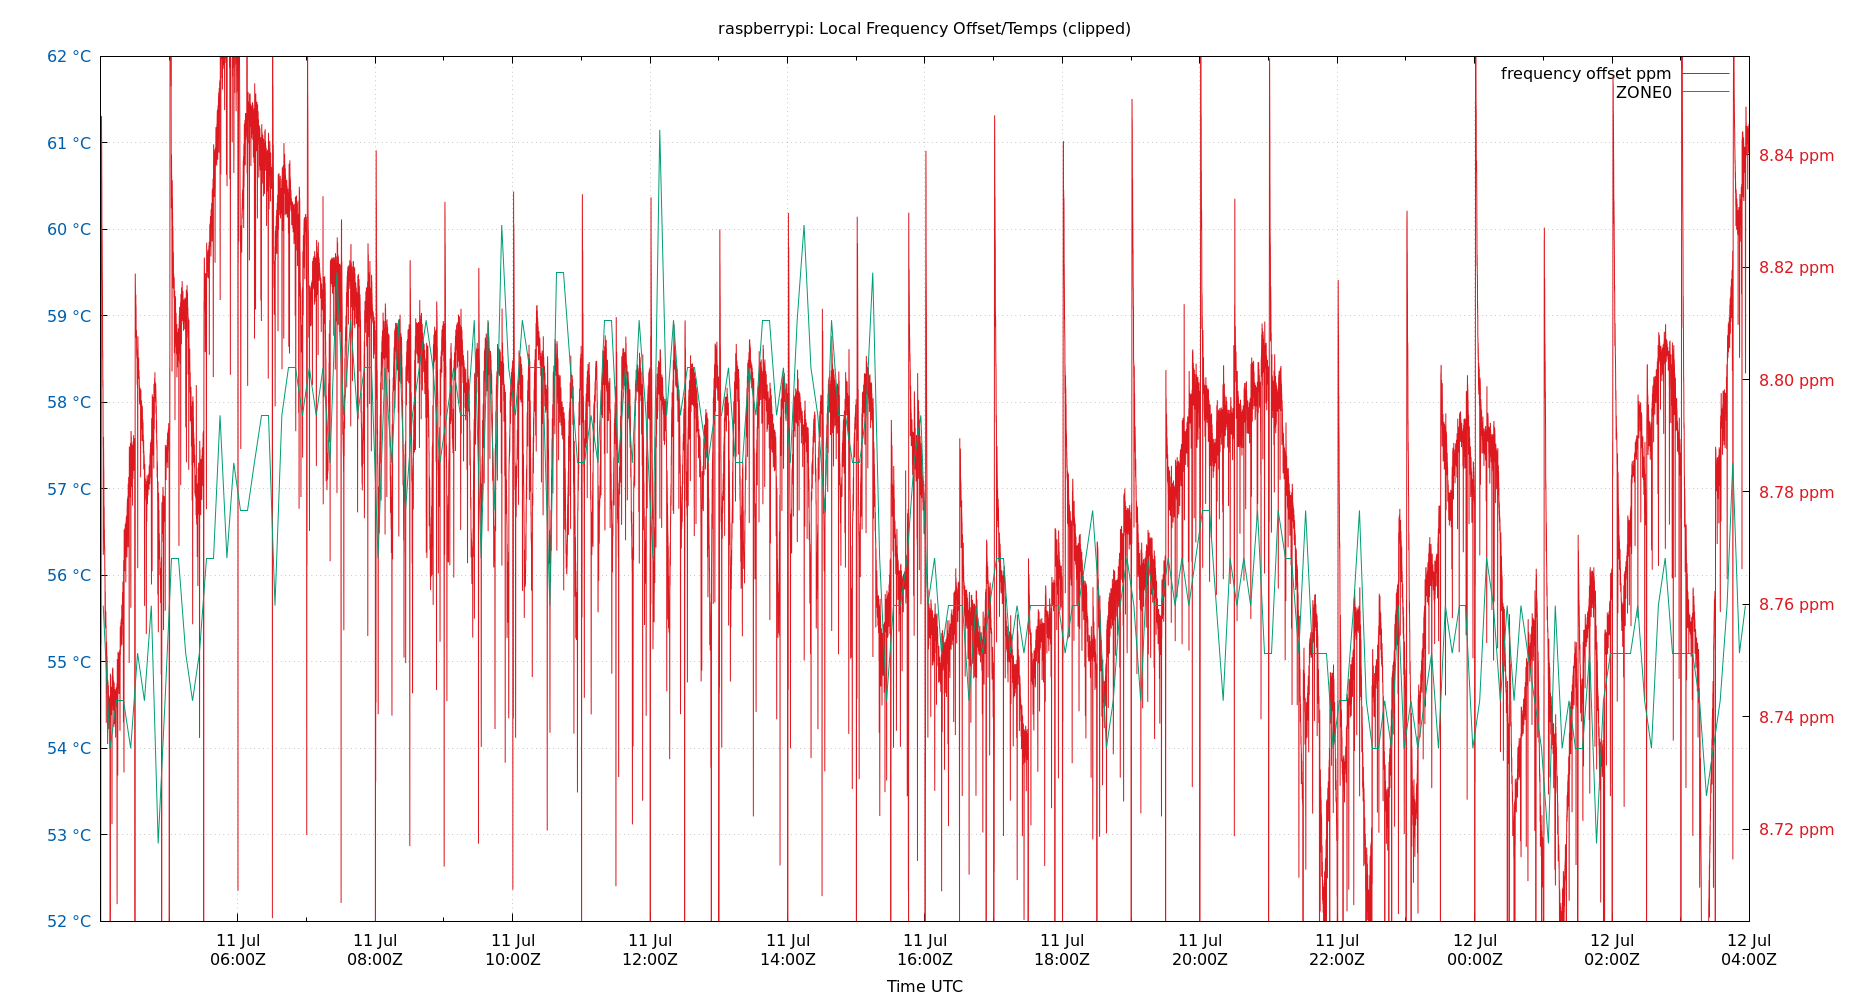 raspberrypi: Local Frequency Offset/Temps (clipped)
62 °C
61 °C
60 °C
59 °C
58 °C
57 °C
56 °C
55 °C
54 °C
53 °C
52 °C
frequency offset ppm
ZONE0
8.84 ppm
8.82 ppm
8.80 ppm
8.78 ppm
8.76 ppm
8.74 ppm
8.72 ppm
11 Jul
06:00Z
11 Jul
08:00Z
11 Jul
10:00Z
11 Jul
12:00Z
11 Jul
14:00Z
11 Jul
16:00Z
11 Jul
18:00Z
11 Jul
20:00Z
11 Jul
22:00Z
12 Jul
00:00Z
12 Jul
02:00Z
12 Jul
04:00Z
Time UTC